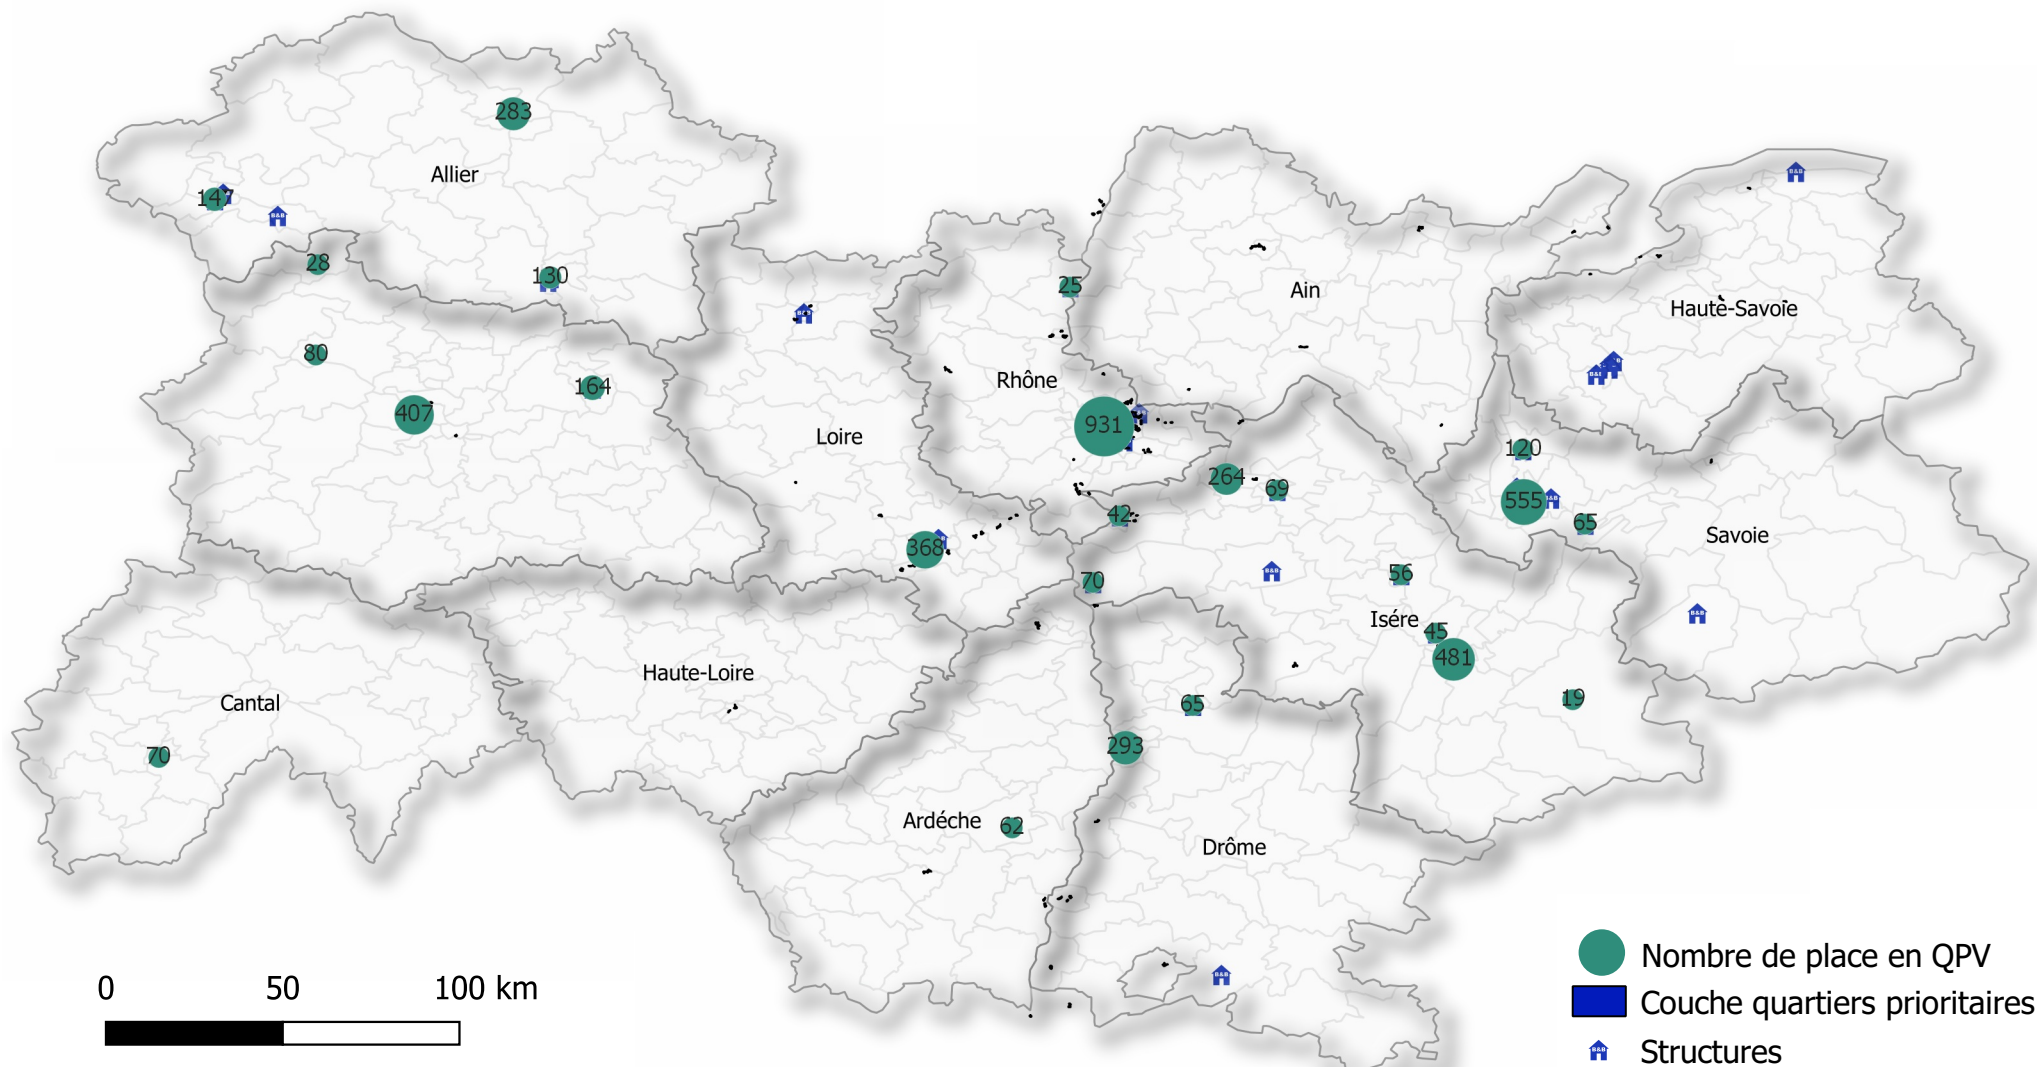 283
Allier
147
28
130
25
Ain
Haute-Savoie
80
164
Rhône
407
931
Loire
120
264
69
555
42
65
Savoie
368
56
70
Isére
45
481
Haute-Loire
19
Cantal
65
293
70
Ardéche
62
Drôme
0 50 100 km
Nombre de place en QPV
Couche quartiers prioritaires
Structures